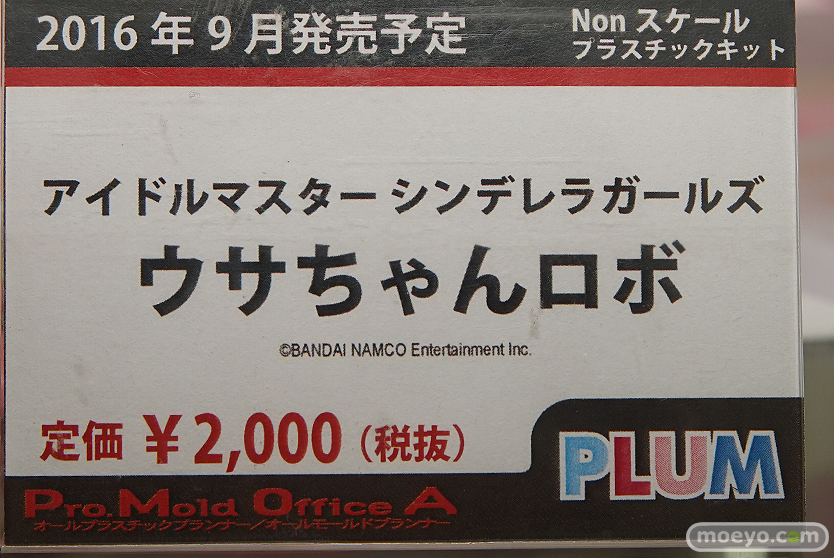 2016年9月発売予定
Non スケール
プラスチックキット
アイドルマスター シンデレラガールズ
ウサちゃんロボ
©BANDAI NAMCO Entertainment Inc.
定価 ¥2,000（税抜）
PLUM
Pro.Mold Office A
オールプラスチックプランナー／オールモールドプランナー
moeyo.com